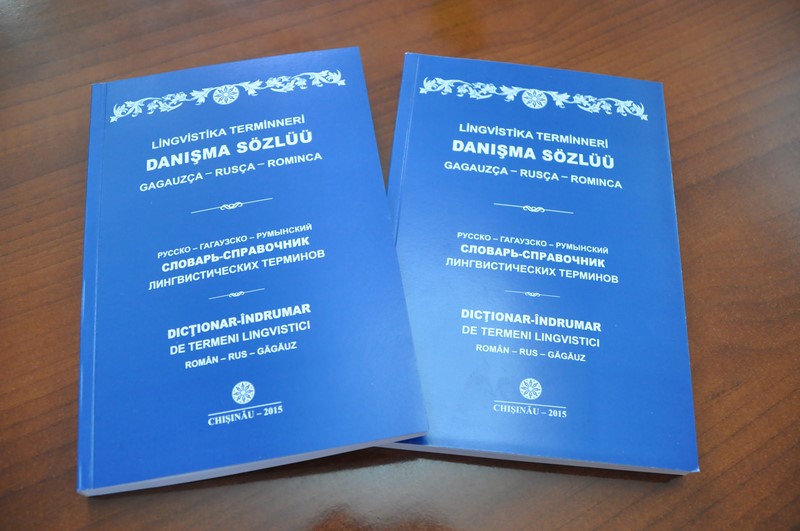 LİNGVİSTİKA TERMİNNERİ
DANIŞMA SÖZLÜÜ
GAGAUZÇA – RUSÇA – ROMINCA
РУССКО – ГАГАУЗСКО – РУМЫНСКИЙ
СЛОВАРЬ-СПРАВОЧНИК
ЛИНГВИСТИЧЕСКИХ ТЕРМИНОВ
DICȚIONAR-ÎNDRUMAR
DE TERMENI LINGVISTICI
ROMÂN – RUS – GĂGĂUZ
CHIȘINĂU – 2015
LİNGVİSTİKA TERMİNNERİ
DANIŞMA SÖZLÜÜ
GAGAUZÇA – RUSÇA – ROMINCA
РУССКО – ГАГАУЗСКО – РУМЫНСКИЙ
СЛОВАРЬ-СПРАВОЧНИК
ЛИНГВИСТИЧЕСКИХ ТЕРМИНОВ
DICȚIONAR-ÎNDRUMAR
DE TERMENI LINGVISTICI
ROMÂN – RUS – GĂGĂUZ
CHIȘINĂU – 2015